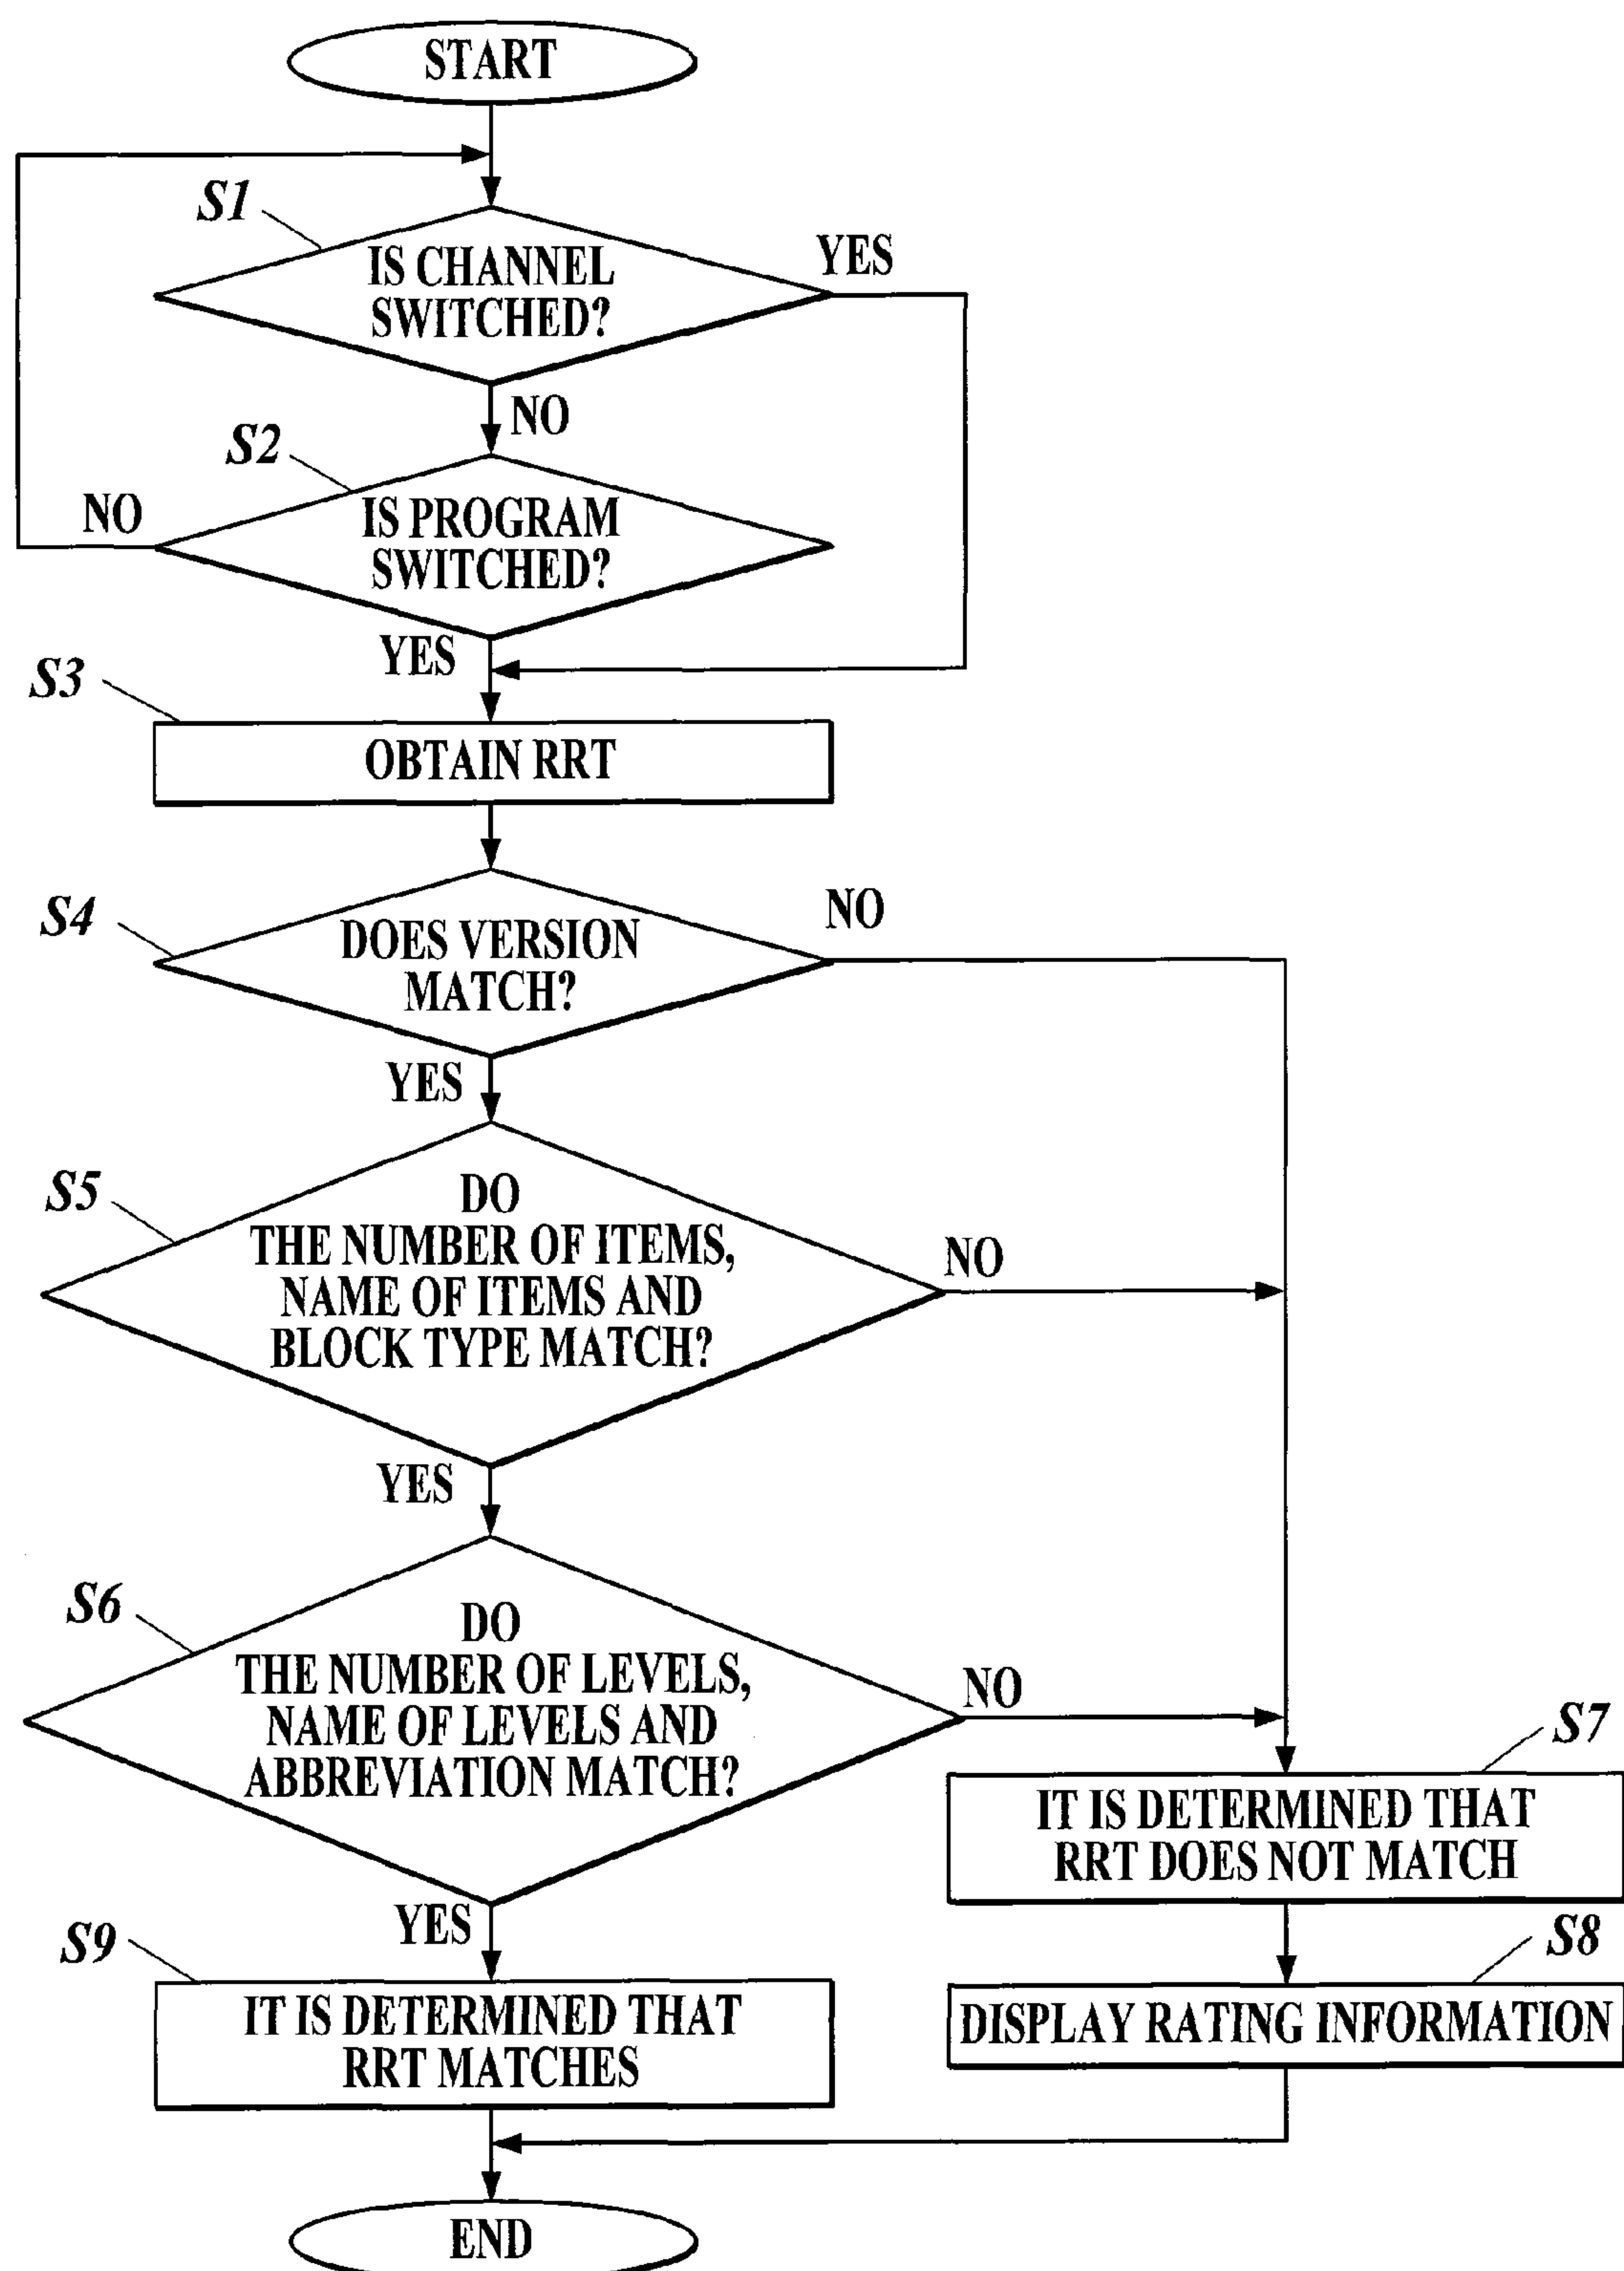 START
S1
IS CHANNEL
SWITCHED?
YES
NO
S2
NO
IS PROGRAM
SWITCHED?
YES
S3
OBTAIN RRT
S4
DOES VERSION
MATCH?
NO
YES
S5
DO
THE NUMBER OF ITEMS,
NAME OF ITEMS AND
BLOCK TYPE MATCH?
NO
YES
S6
DO
THE NUMBER OF LEVELS,
NAME OF LEVELS AND
ABBREVIATION MATCH?
NO
S7
IT IS DETERMINED THAT
RRT DOES NOT MATCH
YES
S8
DISPLAY RATING INFORMATION
S9
IT IS DETERMINED THAT
RRT MATCHES
END